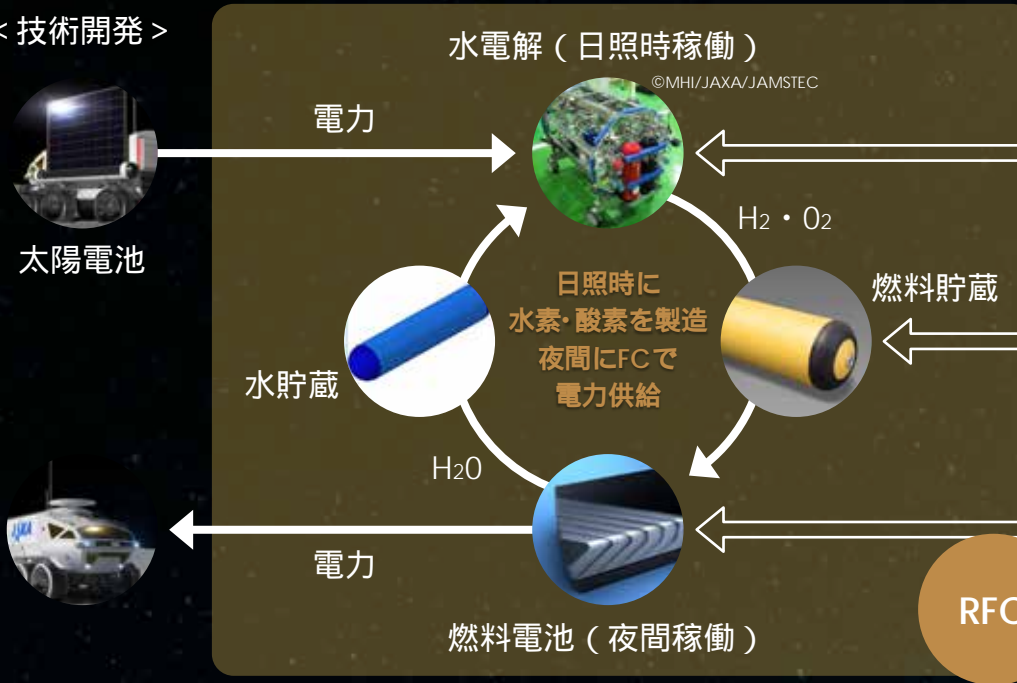 <技術開発>
水電解(日照時稼働)
©MHI/JAXA/JAMSTEC
電力
H2・O2
太陽電池
燃料貯蔵
日照時に
水素・酸素を製造
夜間にFCで
電力供給
水貯蔵
H2O
JAXA
電力
燃料電池(夜間稼働)
RFC